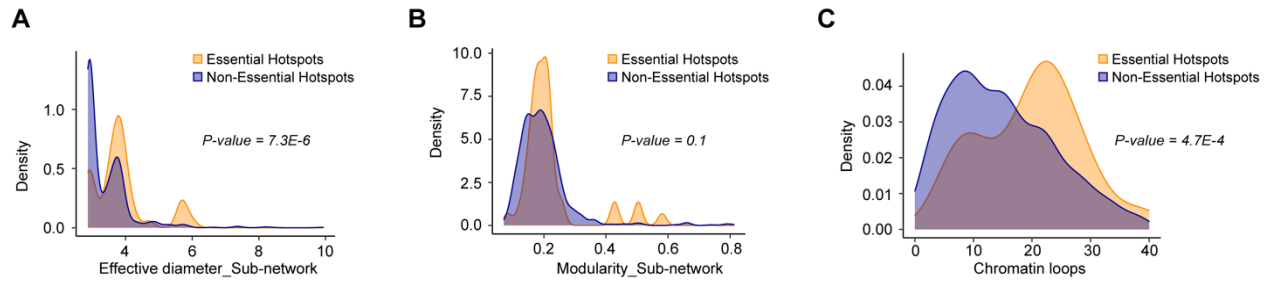 A
Density
1.0
0.5
0.0
4
6
8
10
Effective diameter_Sub-network
Essential Hotspots
Non-Essential Hotspots
P-value = 7.3E-6
B
Density
10.0
7.5
5.0
2.5
0.0
0.2
0.4
0.6
0.8
Modularity_Sub-network
Essential Hotspots
Non-Essential Hotspots
P-value = 0.1
C
Density
0.04
0.03
0.02
0.01
0.00
0
10
20
30
40
Chromatin loops
Essential Hotspots
Non-Essential Hotspots
P-value = 4.7E-4